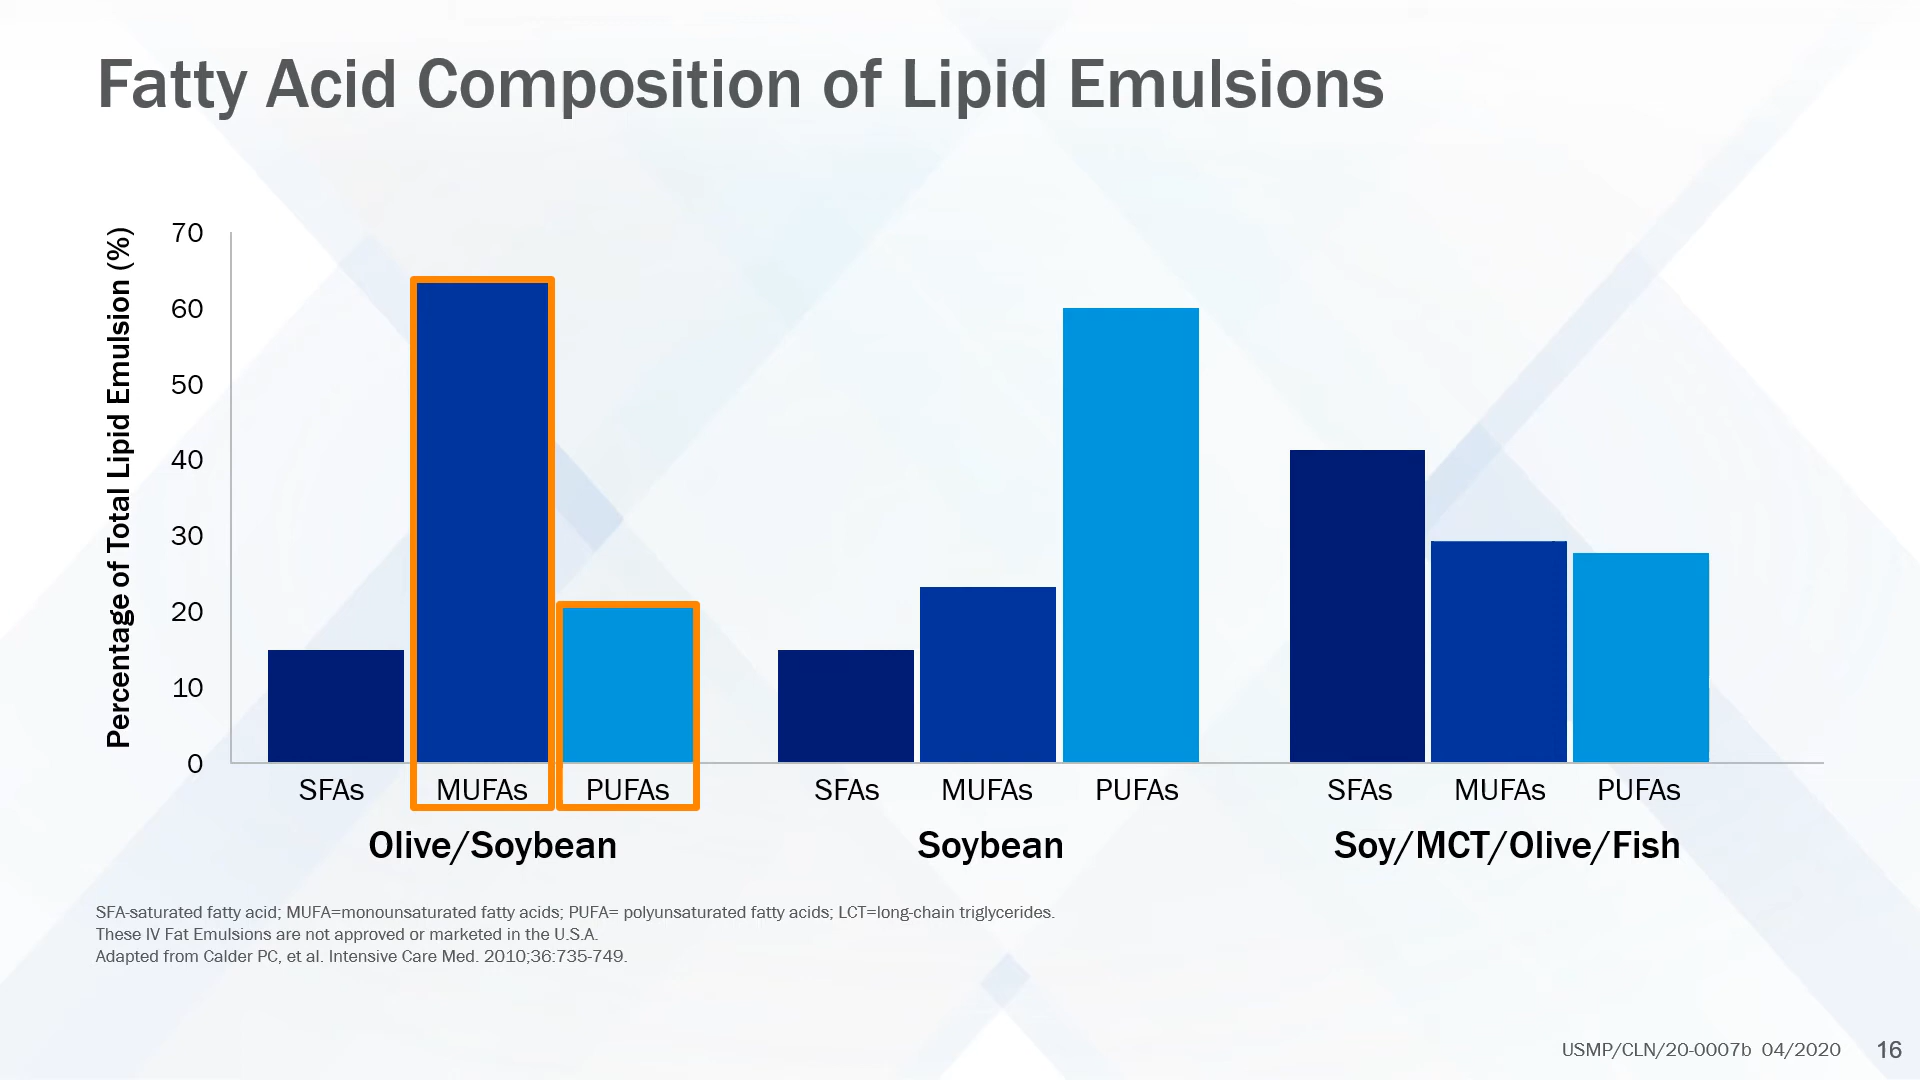 Fatty Acid Composition of Lipid Emulsions
Percentage of Total Lipid Emulsion (%)
70
60
50
40
30
20
10
0
SFAs MUFAs PUFAs SFAs MUFAs PUFAs SFAs MUFAs PUFAs
Olive/Soybean Soybean Soy/MCT/Olive/Fish
SFA-saturated fatty acid; MUFA=monounsaturated fatty acids; PUFA= polyunsaturated fatty acids; LCT=long-chain triglycerides.
These IV Fat Emulsions are not approved or marketed in the U.S.A.
Adapted from Calder PC, et al. Intensive Care Med. 2010;36:735-749.
USMP/CLN/20-0007b 04/2020 16